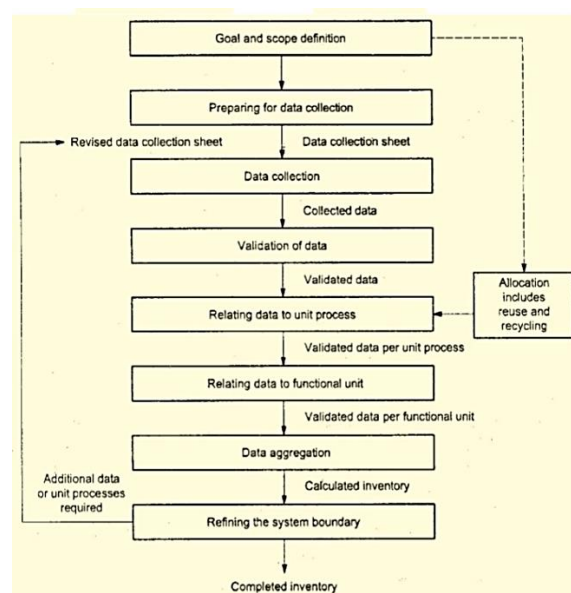 Goal and scope definition
Preparing for data collection
Revised data collection sheet
Data collection sheet
Data collection
Collected data
Validation of data
Validated data
Allocation
includes
reuse and
recycling
Relating data to unit process
Validated data per unit process
Relating data to functional unit
Validated data per functional unit
Data aggregation
Additional data
or unit processes
required
Calculated inventory
Refining the system boundary
Completed inventory